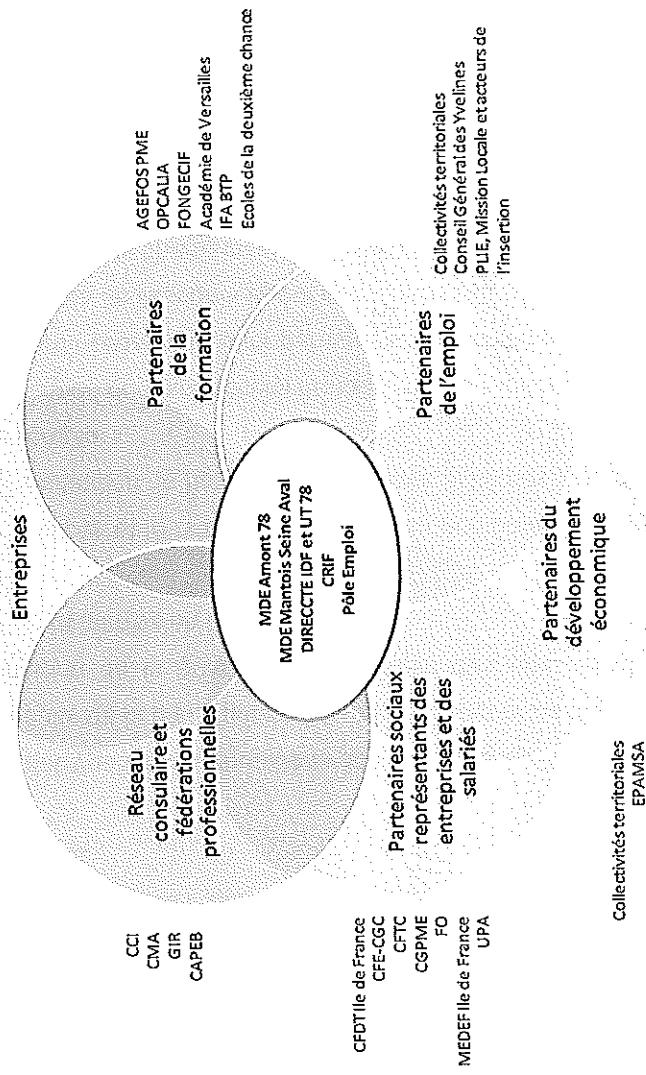 Entreprises
AGEFOS PME
OPCALIA
FONGECIF
Académie de Versailles
IFA BTP
Ecoles de la deuxième chance
Partenaires
de la
formation
Réseau
consulaire et
fédérations
professionnelles
CCI
CMA
GIR
CAPEB
MDE Amont 78
MDE Mantois Seine Aval
DIRECCTE IDF et UT 78
CRIF
Pôle Emploi
Partenaires
de l'emploi
Collectivités territoriales
Conseil Général des Yvelines
PLIE, Mission Locale et acteurs de
l'insertion
Partenaires sociaux
représentants des
entreprises et des
salariés
CFDT Ile de France
CFE-CGC
CFTC
CGPME
FO
MEDEF Ile de France
UPA
Partenaires du
développement
économique
Collectivités territoriales
EPAMSA